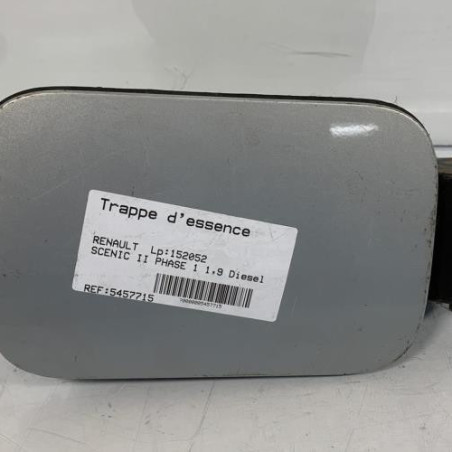 Trappe d'essence
RENAULT Lp:152052
SCENIC II PHASE 1 1,9 Diesel
REF:5457715